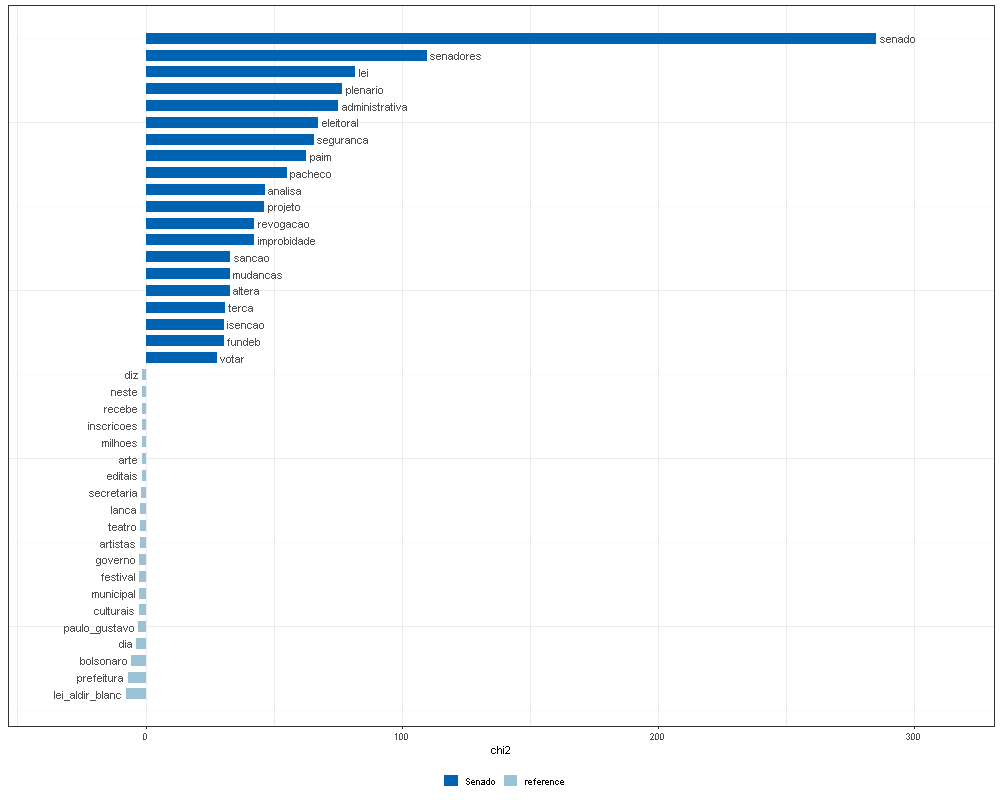 senado
senadores
lei
plenario
administrativa
eleitoral
seguranca
paim
pacheco
analisa
projeto
revogacao
improbidade
sancao
mudancas
altera
terca
isencao
fundeb
votar
diz
neste
recebe
inscricoes
milhoes
arte
editais
secretaria
lanca
teatro
artistas
governo
festival
municipal
culturais
paulo_gustavo
dia
bolsonaro
prefeitura
lei_aldir_blanc
0 100 200 300
chi2
Senado reference